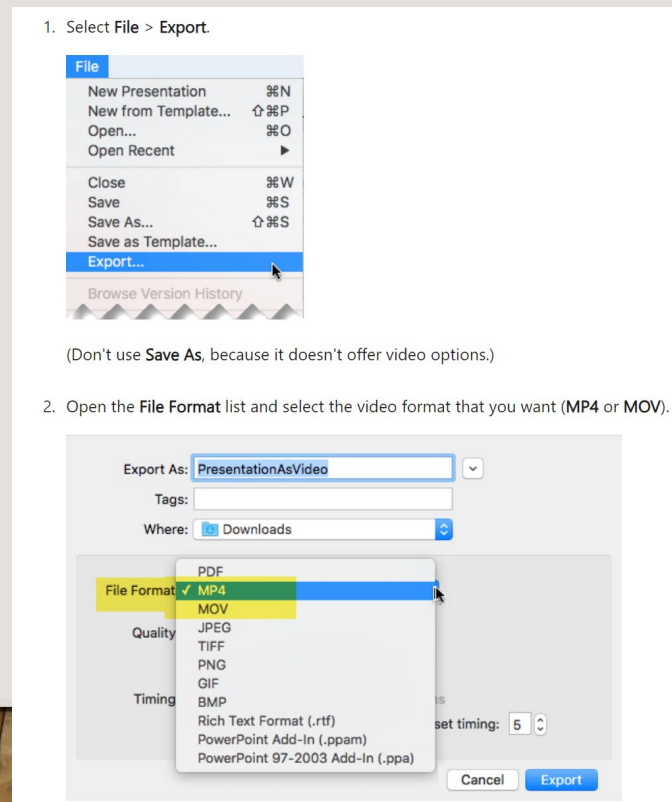 1. Select File > Export.
File
New Presentation ⌘N
New from Template... ⇧⌘P
Open... ⌘O
Open Recent ▶
Close ⌘W
Save ⌘S
Save As... ⇧⌘S
Save as Template...
Export...
Browse Version History
(Don't use Save As, because it doesn't offer video options.)
2. Open the File Format list and select the video format that you want (MP4 or MOV).
Export As: PresentationAsVideo
Tags:
Where: Downloads
PDF
File Format ✓ MP4
MOV
Quality
JPEG
TIFF
PNG
GIF
Timing
BMP
Rich Text Format (.rtf)
set timing: 5
PowerPoint Add-In (.ppam)
PowerPoint 97-2003 Add-In (.ppa)
Cancel Export